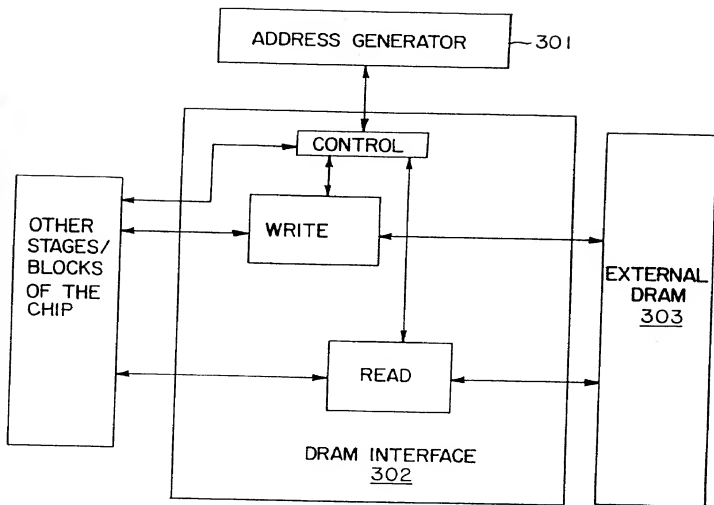 ADDRESS GENERATOR
301
CONTROL
OTHER
STAGES/
BLOCKS
OF THE
CHIP
WRITE
EXTERNAL
DRAM
303
READ
DRAM INTERFACE
302